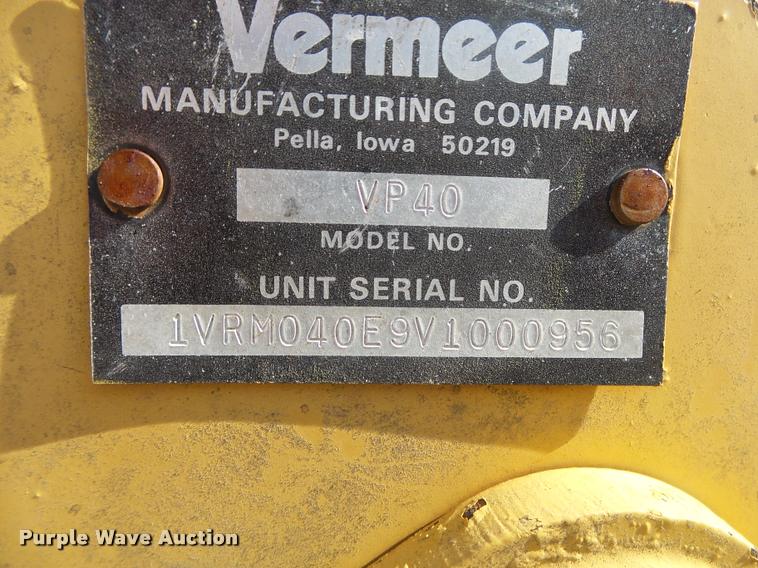 Vermeer
MANUFACTURING COMPANY
Pella, Iowa 50219
VP40
MODEL NO.
UNIT SERIAL NO.
1VRM040E9V1000956
Purple Wave Auction